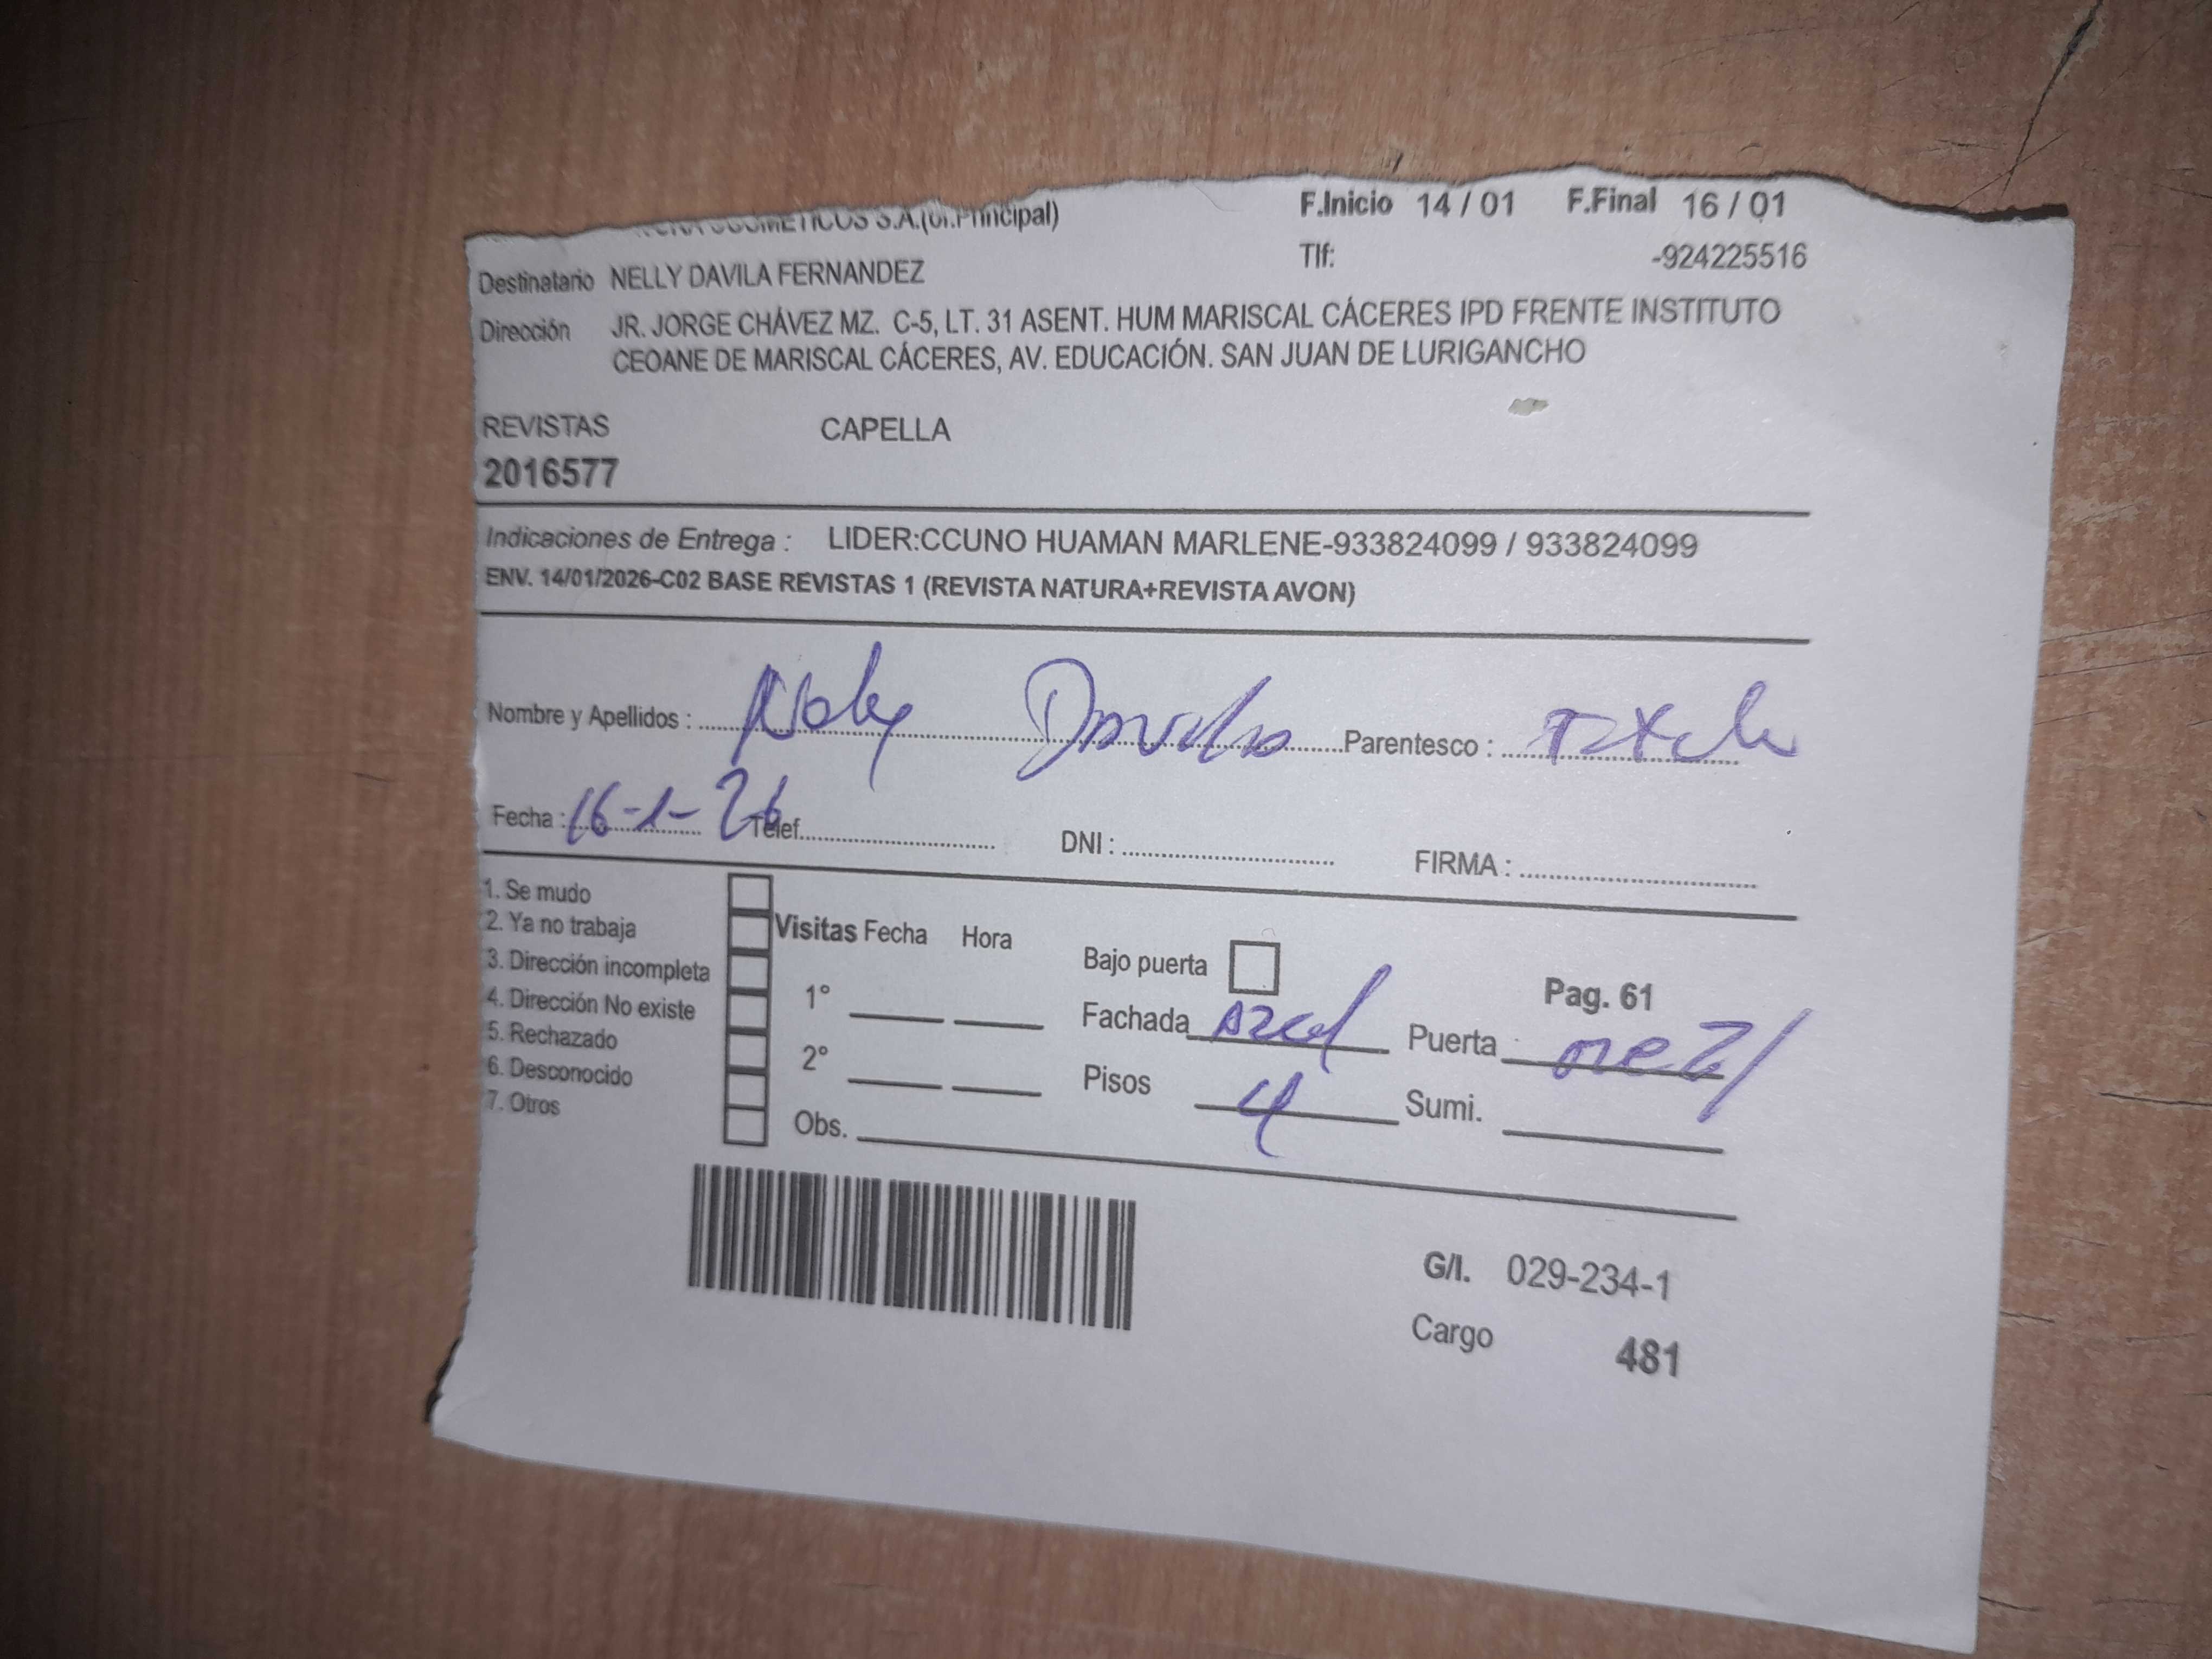 COSMETICOS S.A.(of.Principal) F.Inicio 14 / 01 F.Final 16 / 01
Tlf: -924225516
Destinatario NELLY DAVILA FERNANDEZ
Dirección JR. JORGE CHÁVEZ MZ. C-5, LT. 31 ASENT. HUM MARISCAL CÁCERES IPD FRENTE INSTITUTO
CEOANE DE MARISCAL CÁCERES, AV. EDUCACIÓN. SAN JUAN DE LURIGANCHO
REVISTAS CAPELLA
2016577
Indicaciones de Entrega : LIDER:CCUNO HUAMAN MARLENE-933824099 / 933824099
ENV. 14/01/2026-C02 BASE REVISTAS 1 (REVISTA NATURA+REVISTA AVON)
Nombre y Apellidos : Nely Davila Parentesco :
Fecha : 16-1-26 Telef. DNI : FIRMA :
1. Se mudo
2. Ya no trabaja
3. Dirección incompleta
4. Dirección No existe
5. Rechazado
6. Desconocido
7. Otros
Visitas Fecha Hora
1°
2°
Obs.
Bajo puerta Pag. 61
Fachada Azul Puerta
Pisos 4 Sumi.
G/I. 029-234-1
Cargo 481